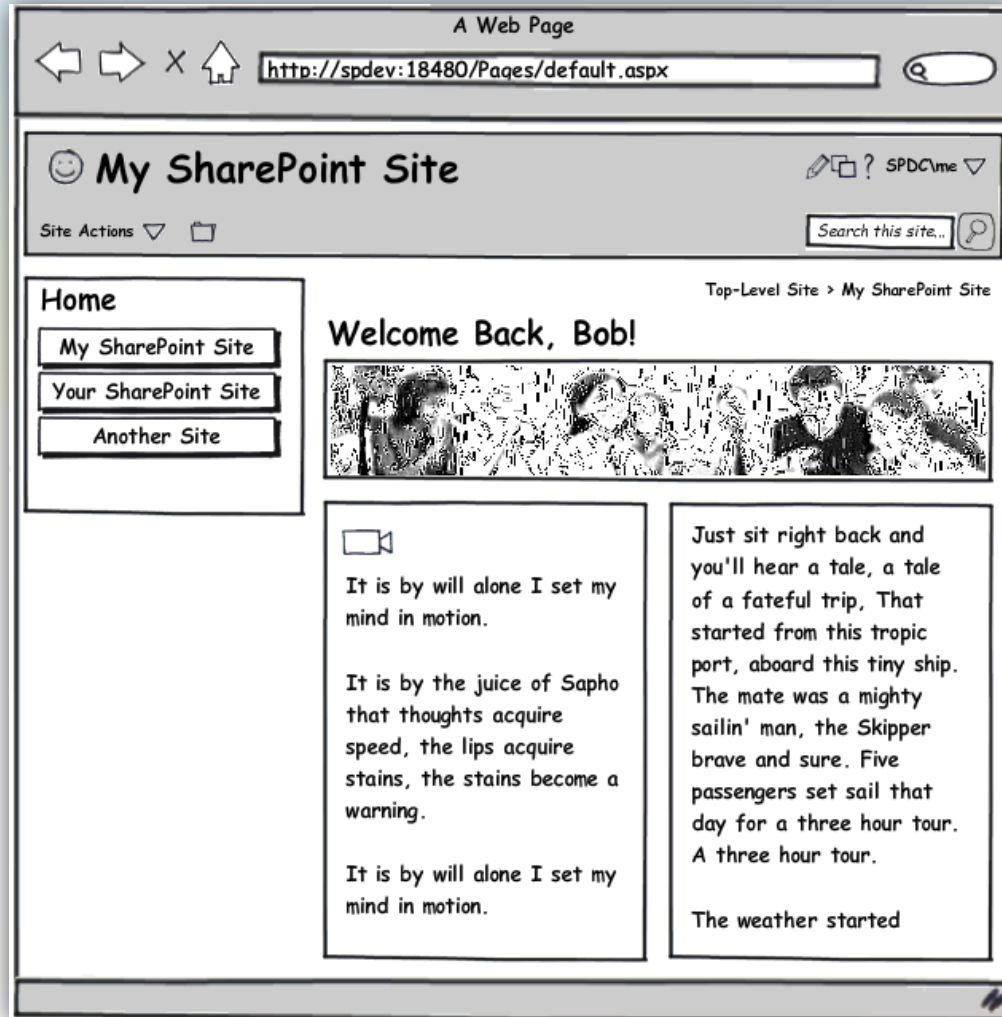 A Web Page
http://spdev:18480/Pages/default.aspx
My SharePoint Site
? SPDC\me
Site Actions
Search this site...
Top-Level Site > My SharePoint Site
Home
My SharePoint Site
Your SharePoint Site
Another Site
Welcome Back, Bob!
It is by will alone I set my
mind in motion.
It is by the juice of Sapho
that thoughts acquire
speed, the lips acquire
stains, the stains become a
warning.
It is by will alone I set my
mind in motion.
Just sit right back and
you'll hear a tale, a tale
of a fateful trip, That
started from this tropic
port, aboard this tiny ship.
The mate was a mighty
sailin' man, the Skipper
brave and sure. Five
passengers set sail that
day for a three hour tour.
A three hour tour.
The weather started